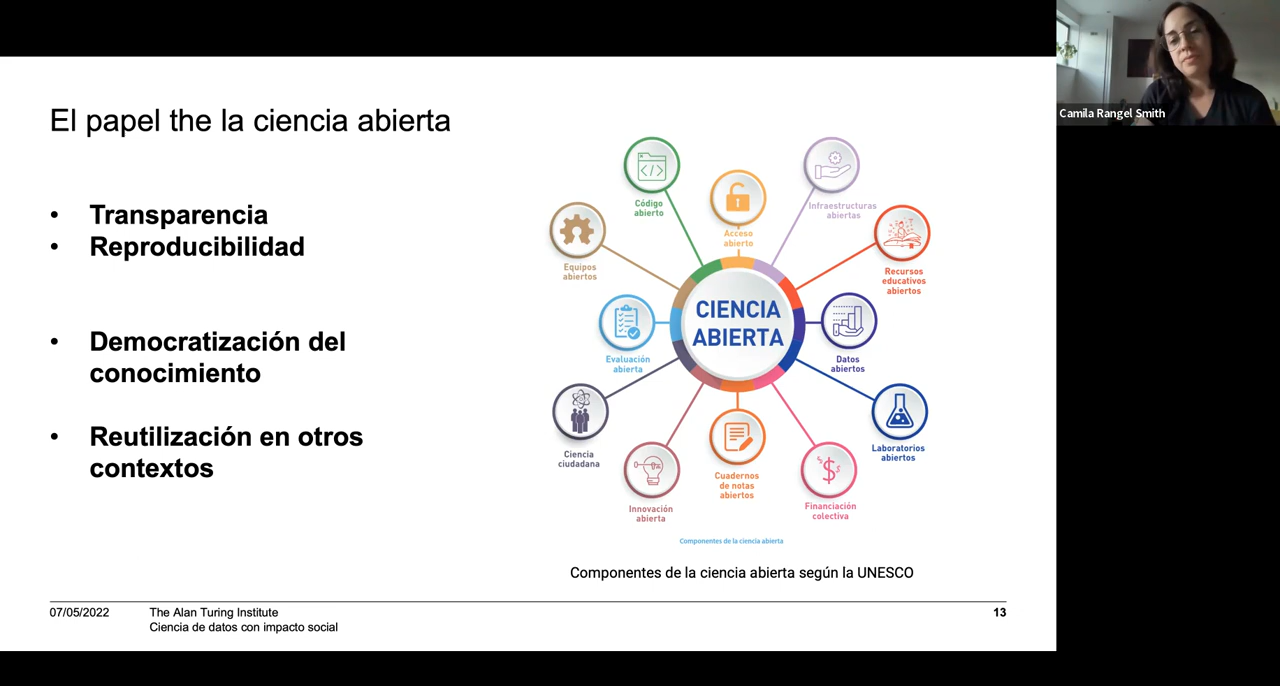 El papel the la ciencia abierta
• Transparencia
• Reproducibilidad
• Democratización del
conocimiento
• Reutilización en otros
contextos
Código
abierto
Acceso
abierto
Infraestructuras
abiertas
Equipos
abiertos
Recursos
educativos
abiertos
CIENCIA
ABIERTA
Evaluación
abierta
Datos
abiertos
Ciencia
ciudadana
Laboratorios
abiertos
Innovación
abierta
Cuadernos
de notas
abiertos
Financiación
colectiva
Componentes de la ciencia abierta
Componentes de la ciencia abierta según la UNESCO
07/05/2022
The Alan Turing Institute
Ciencia de datos con impacto social
13
Camila Rangel Smith